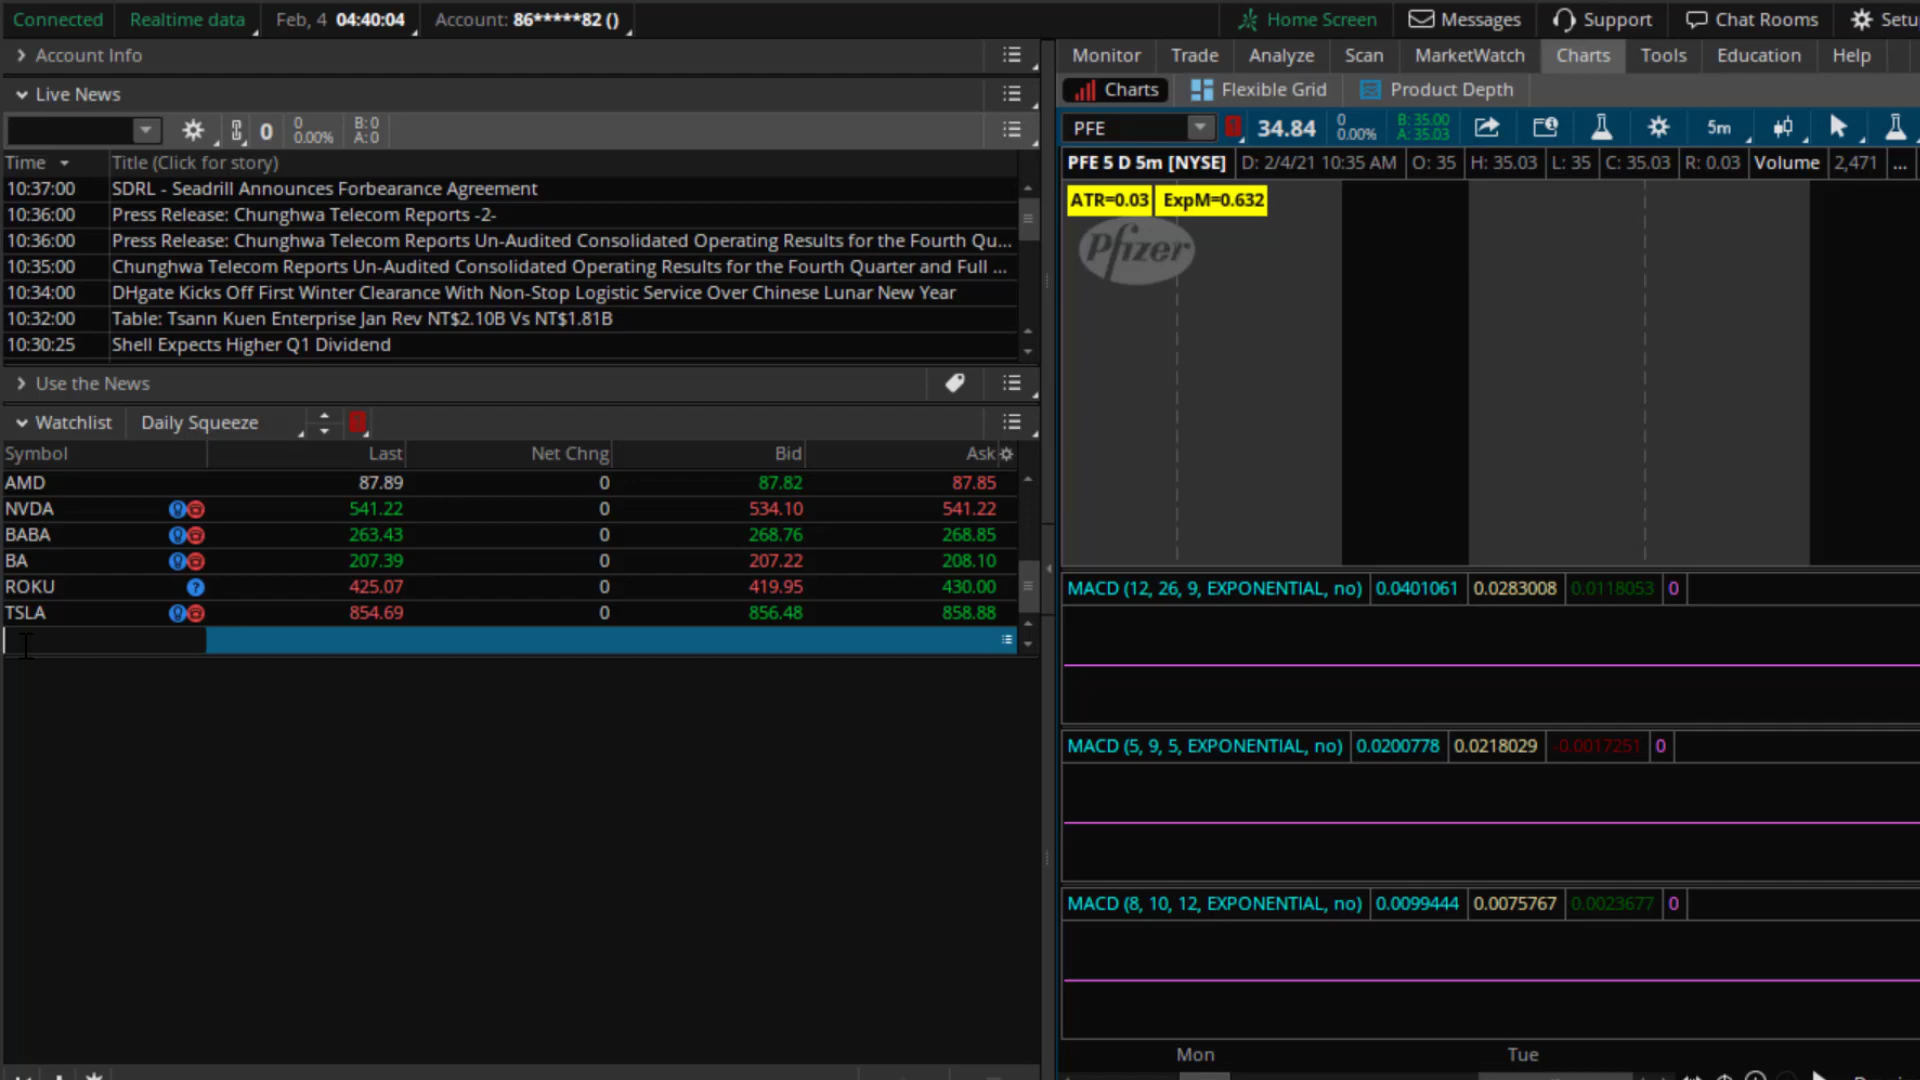 Connected Realtime data Feb, 4 04:40:04 Account: 86*****82 () Home Screen Messages Support Chat Rooms Setu
Account Info
Live News
0 0 0.00% B: 0 A: 0
Time Title (Click for story)
10:37:00 SDRL - Seadrill Announces Forbearance Agreement
10:36:00 Press Release: Chunghwa Telecom Reports -2-
10:36:00 Press Release: Chunghwa Telecom Reports Un-Audited Consolidated Operating Results for the Fourth Qu...
10:35:00 Chunghwa Telecom Reports Un-Audited Consolidated Operating Results for the Fourth Quarter and Full ...
10:34:00 DHgate Kicks Off First Winter Clearance With Non-Stop Logistic Service Over Chinese Lunar New Year
10:32:00 Table: Tsann Kuen Enterprise Jan Rev NT$2.10B Vs NT$1.81B
10:30:25 Shell Expects Higher Q1 Dividend
Use the News
Watchlist Daily Squeeze
Symbol Last Net Chng Bid Ask
AMD 87.89 0 87.82 87.85
NVDA 541.22 0 534.10 541.22
BABA 263.43 0 268.76 268.85
BA 207.39 0 207.22 208.10
ROKU 425.07 0 419.95 430.00
TSLA 854.69 0 856.48 858.88
Monitor Trade Analyze Scan MarketWatch Charts Tools Education Help
Charts Flexible Grid Product Depth
PFE 34.84 0 0.00% B: 35.00 A: 35.03 5m
PFE 5 D 5m [NYSE] D: 2/4/21 10:35 AM O: 35 H: 35.03 L: 35 C: 35.03 R: 0.03 Volume 2,471 ...
ATR=0.03 ExpM=0.632
Pfizer
MACD (12, 26, 9, EXPONENTIAL, no) 0.0401061 0.0283008 0.0118053 0
MACD (5, 9, 5, EXPONENTIAL, no) 0.0200778 0.0218029 -0.0017251 0
MACD (8, 10, 12, EXPONENTIAL, no) 0.0099444 0.0075767 0.0023677 0
Mon Tue